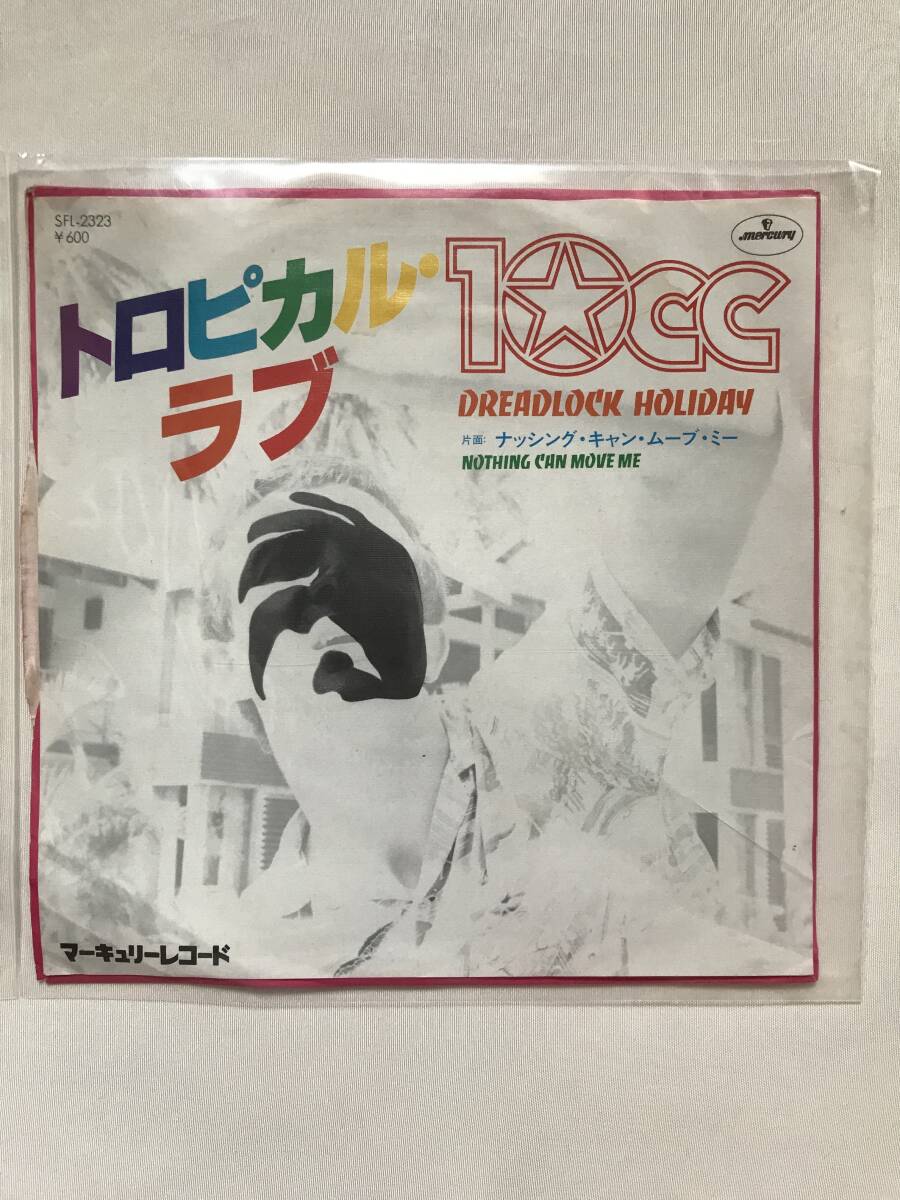 SFL-2323
¥600
mercury
トロピカル・
ラブ
10cc
DREADLOCK HOLIDAY
片面: ナッシング・キャン・ムーブ・ミー
NOTHING CAN MOVE ME
マーキュリーレコード